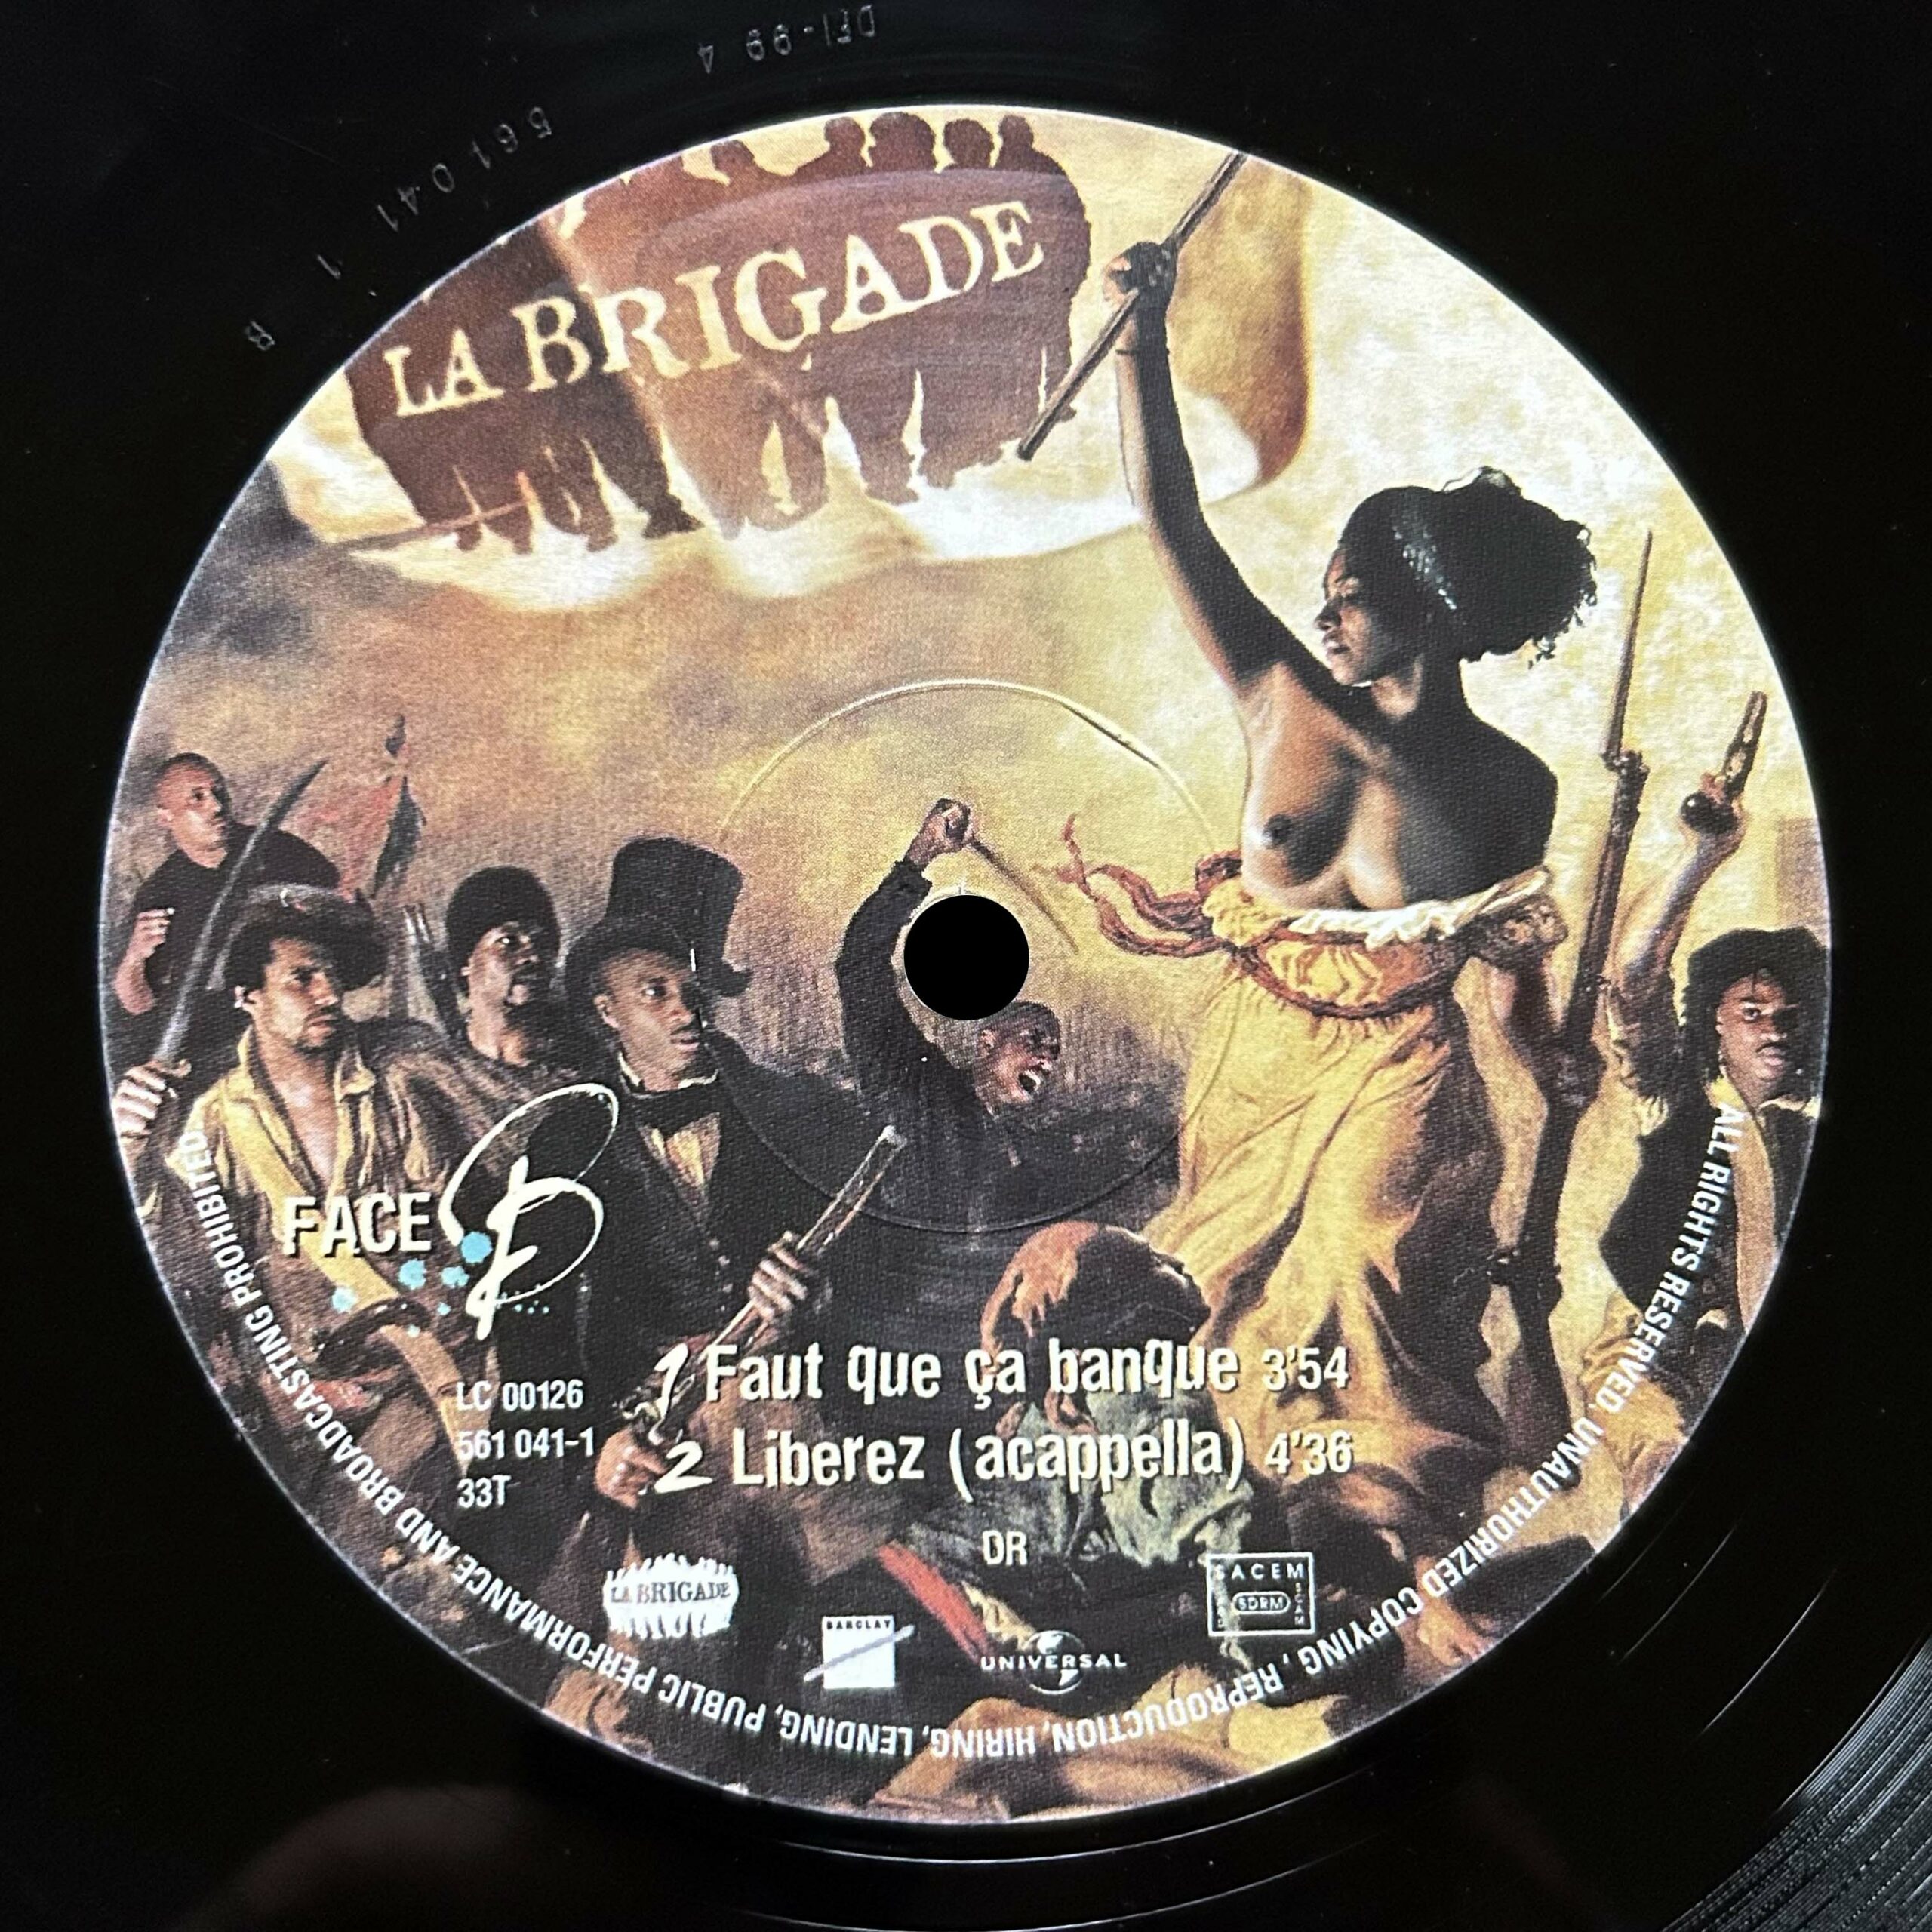 DFI-99 4
561 041 1 B
LA BRIGADE
FACE B
1 Faut que ça banque 3'54
2 Liberez (acappella) 4'36
LC 00126
561 041-1
33T
DR
LA BRIGADE
BARCLAY
UNIVERSAL
SACEM
SDRM
ALL RIGHTS RESERVED. UNAUTHORIZED COPYING, REPRODUCTION, HIRING, LENDING, PUBLIC PERFORMANCE AND BROADCASTING PROHIBITED